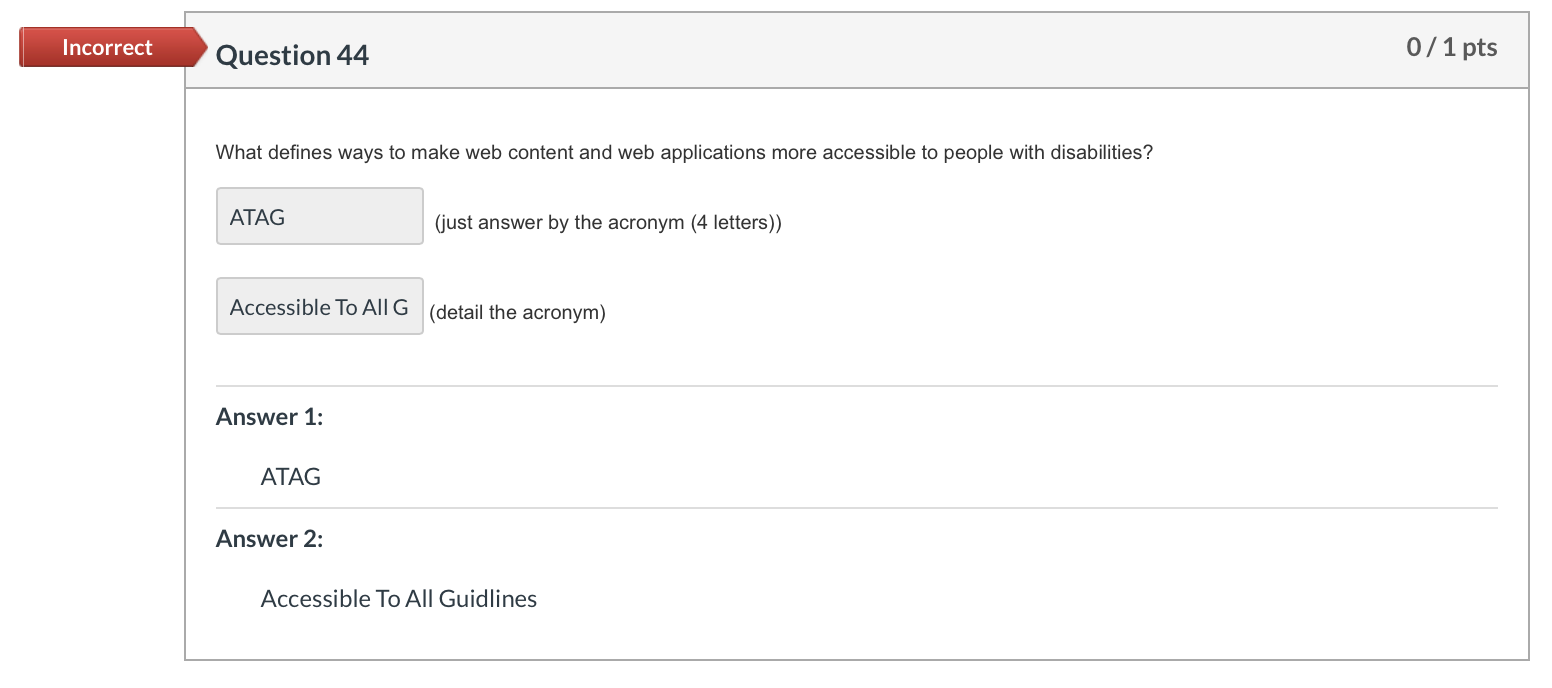 Incorrect
Question 44
0 / 1 pts
What defines ways to make web content and web applications more accessible to people with disabilities?
ATAG (just answer by the acronym (4 letters))
Accessible To All G (detail the acronym)
Answer 1:
ATAG
Answer 2:
Accessible To All Guidlines